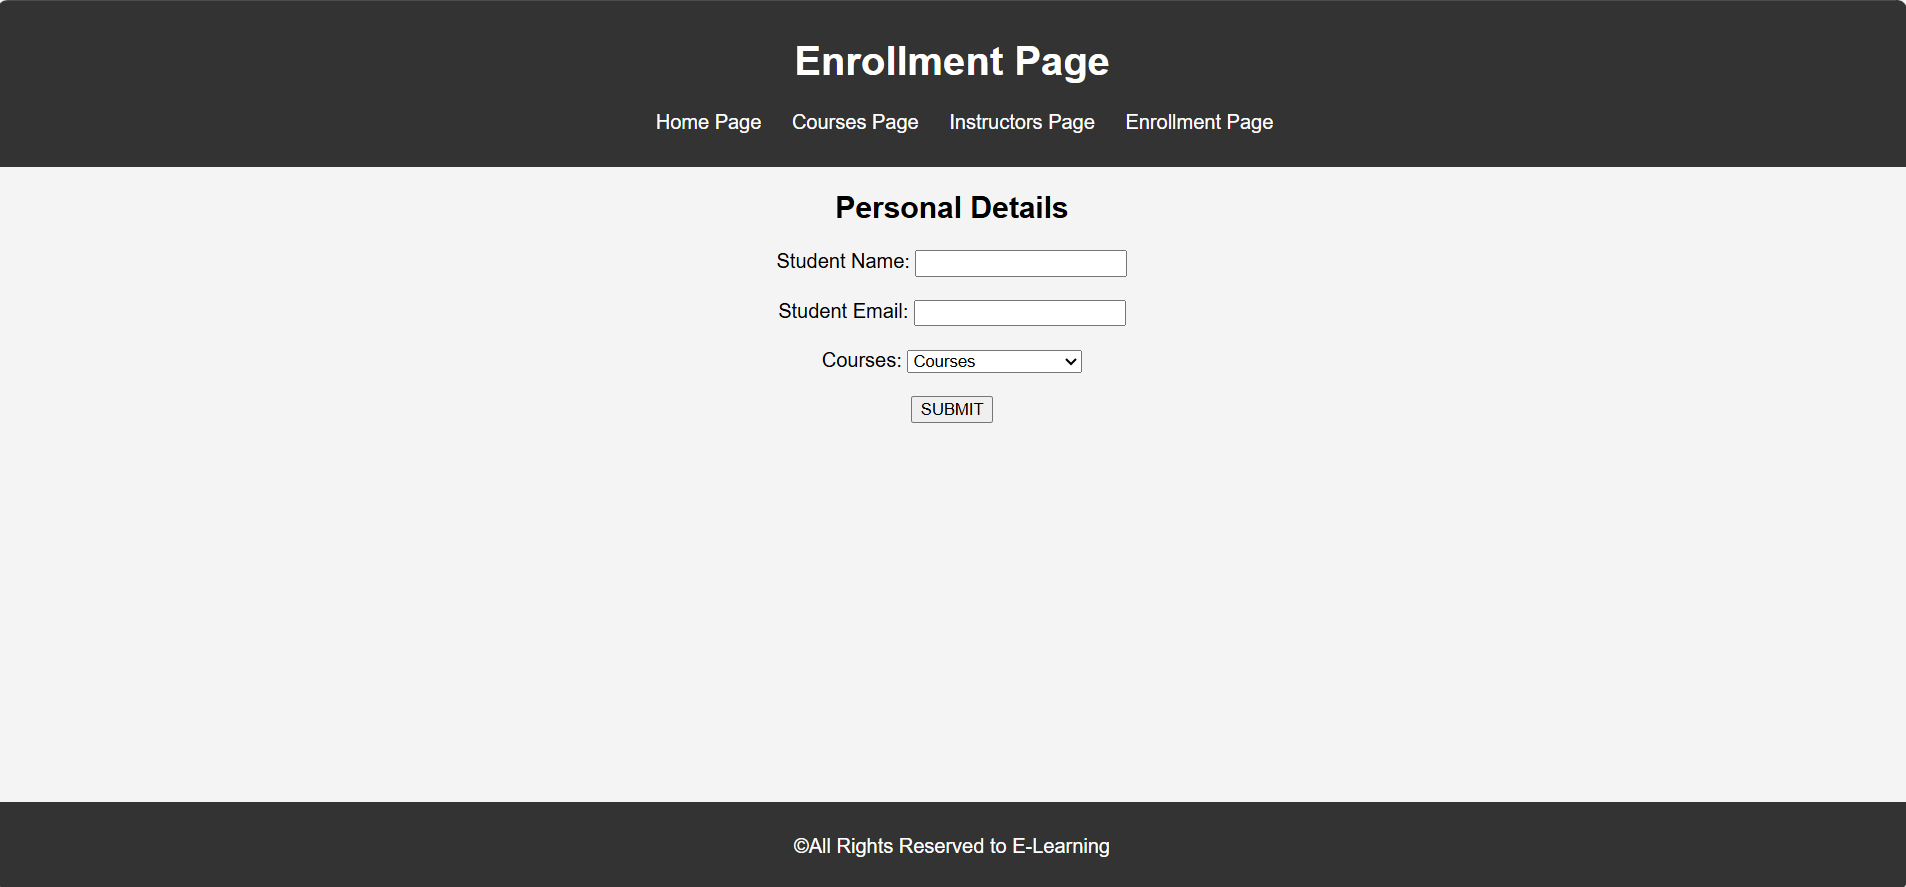 Enrollment Page
Home Page Courses Page Instructors Page Enrollment Page
Personal Details
Student Name:
Student Email:
Courses: Courses
SUBMIT
©All Rights Reserved to E-Learning